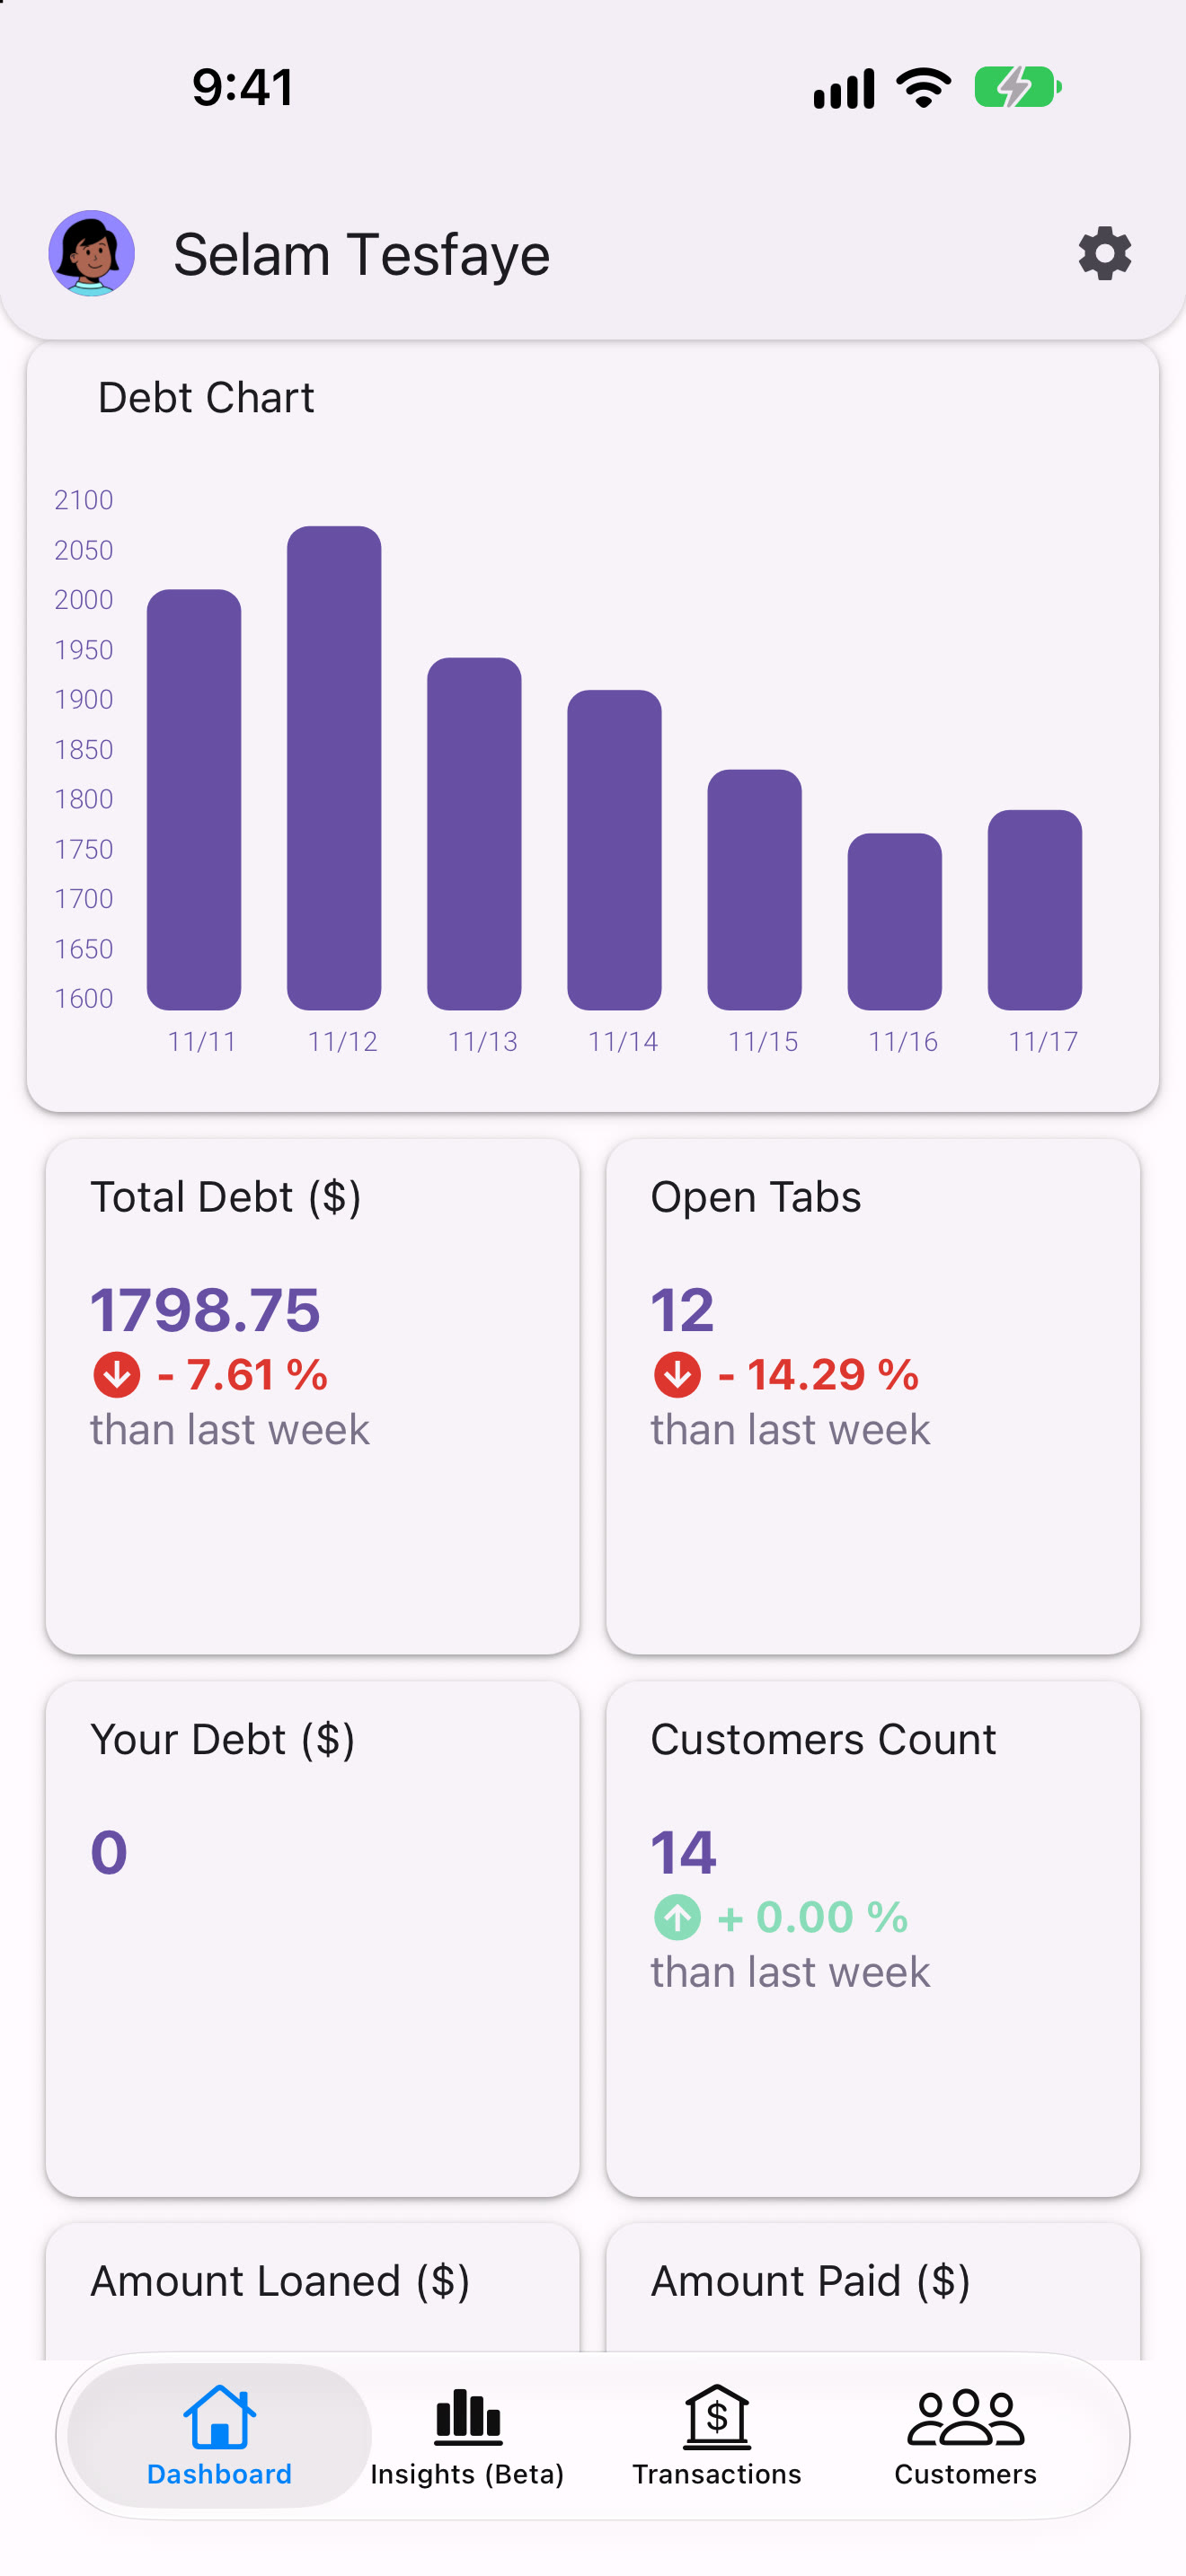 9:41
Selam Tesfaye
Debt Chart
2100
2050
2000
1950
1900
1850
1800
1750
1700
1650
1600
11/11 11/12 11/13 11/14 11/15 11/16 11/17
Total Debt ($)
1798.75
- 7.61 %
than last week
Open Tabs
12
- 14.29 %
than last week
Your Debt ($)
0
Customers Count
14
+ 0.00 %
than last week
Amount Loaned ($)
Amount Paid ($)
$
Dashboard Insights (Beta) Transactions Customers